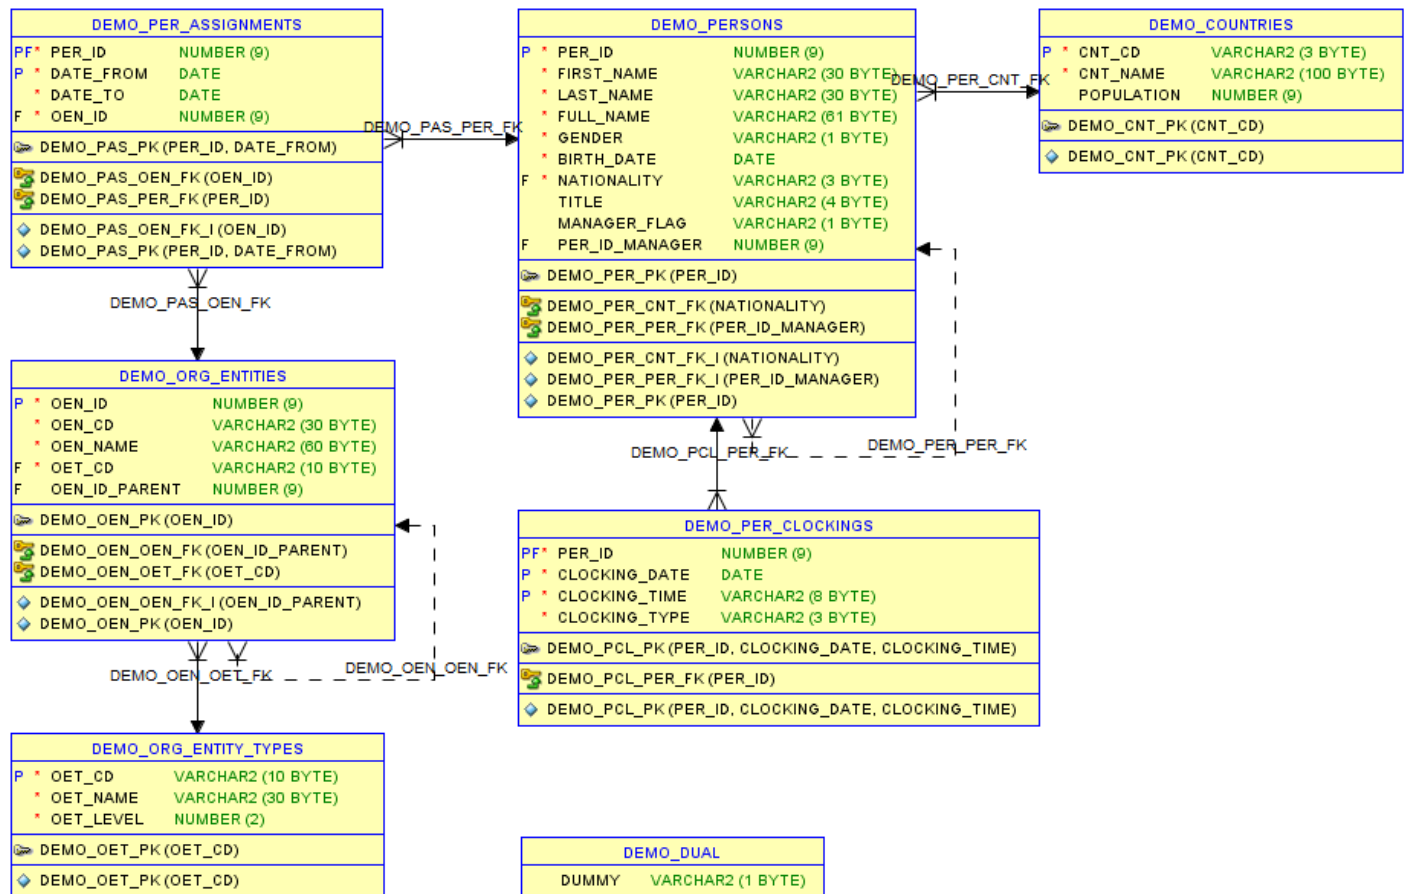 DEMO_PER_ASSIGNMENTS
PF* PER_ID NUMBER (9)
P * DATE_FROM DATE
* DATE_TO DATE
F * OEN_ID NUMBER (9)
DEMO_PAS_PK (PER_ID, DATE_FROM)
DEMO_PAS_OEN_FK (OEN_ID)
DEMO_PAS_PER_FK (PER_ID)
DEMO_PAS_OEN_FK_I (OEN_ID)
DEMO_PAS_PK (PER_ID, DATE_FROM)
DEMO_PAS_PER_FK
DEMO_PERSONS
P * PER_ID NUMBER (9)
* FIRST_NAME VARCHAR2 (30 BYTE)
* LAST_NAME VARCHAR2 (30 BYTE)
* FULL_NAME VARCHAR2 (61 BYTE)
* GENDER VARCHAR2 (1 BYTE)
* BIRTH_DATE DATE
F * NATIONALITY VARCHAR2 (3 BYTE)
TITLE VARCHAR2 (4 BYTE)
MANAGER_FLAG VARCHAR2 (1 BYTE)
F PER_ID_MANAGER NUMBER (9)
DEMO_PER_PK (PER_ID)
DEMO_PER_CNT_FK (NATIONALITY)
DEMO_PER_PER_FK (PER_ID_MANAGER)
DEMO_PER_CNT_FK_I (NATIONALITY)
DEMO_PER_PER_FK_I (PER_ID_MANAGER)
DEMO_PER_PK (PER_ID)
DEMO_PER_CNT_FK
DEMO_COUNTRIES
P * CNT_CD VARCHAR2 (3 BYTE)
* CNT_NAME VARCHAR2 (100 BYTE)
POPULATION NUMBER (9)
DEMO_CNT_PK (CNT_CD)
DEMO_CNT_PK (CNT_CD)
DEMO_PAS_OEN_FK
DEMO_ORG_ENTITIES
P * OEN_ID NUMBER (9)
* OEN_CD VARCHAR2 (30 BYTE)
* OEN_NAME VARCHAR2 (60 BYTE)
F * OET_CD VARCHAR2 (10 BYTE)
F OEN_ID_PARENT NUMBER (9)
DEMO_OEN_PK (OEN_ID)
DEMO_OEN_OEN_FK (OEN_ID_PARENT)
DEMO_OEN_OET_FK (OET_CD)
DEMO_OEN_OEN_FK_I (OEN_ID_PARENT)
DEMO_OEN_PK (OEN_ID)
DEMO_PCL_PER_FK
DEMO_PER_PER_FK
DEMO_PER_CLOCKINGS
PF* PER_ID NUMBER (9)
P * CLOCKING_DATE DATE
P * CLOCKING_TIME VARCHAR2 (8 BYTE)
* CLOCKING_TYPE VARCHAR2 (3 BYTE)
DEMO_PCL_PK (PER_ID, CLOCKING_DATE, CLOCKING_TIME)
DEMO_PCL_PER_FK (PER_ID)
DEMO_PCL_PK (PER_ID, CLOCKING_DATE, CLOCKING_TIME)
DEMO_OEN_OET_FK
DEMO_OEN_OEN_FK
DEMO_ORG_ENTITY_TYPES
P * OET_CD VARCHAR2 (10 BYTE)
* OET_NAME VARCHAR2 (30 BYTE)
* OET_LEVEL NUMBER (2)
DEMO_OET_PK (OET_CD)
DEMO_OET_PK (OET_CD)
DEMO_DUAL
DUMMY VARCHAR2 (1 BYTE)